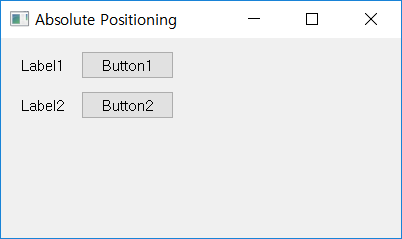 Absolute Positioning
Label1 Button1
Label2 Button2